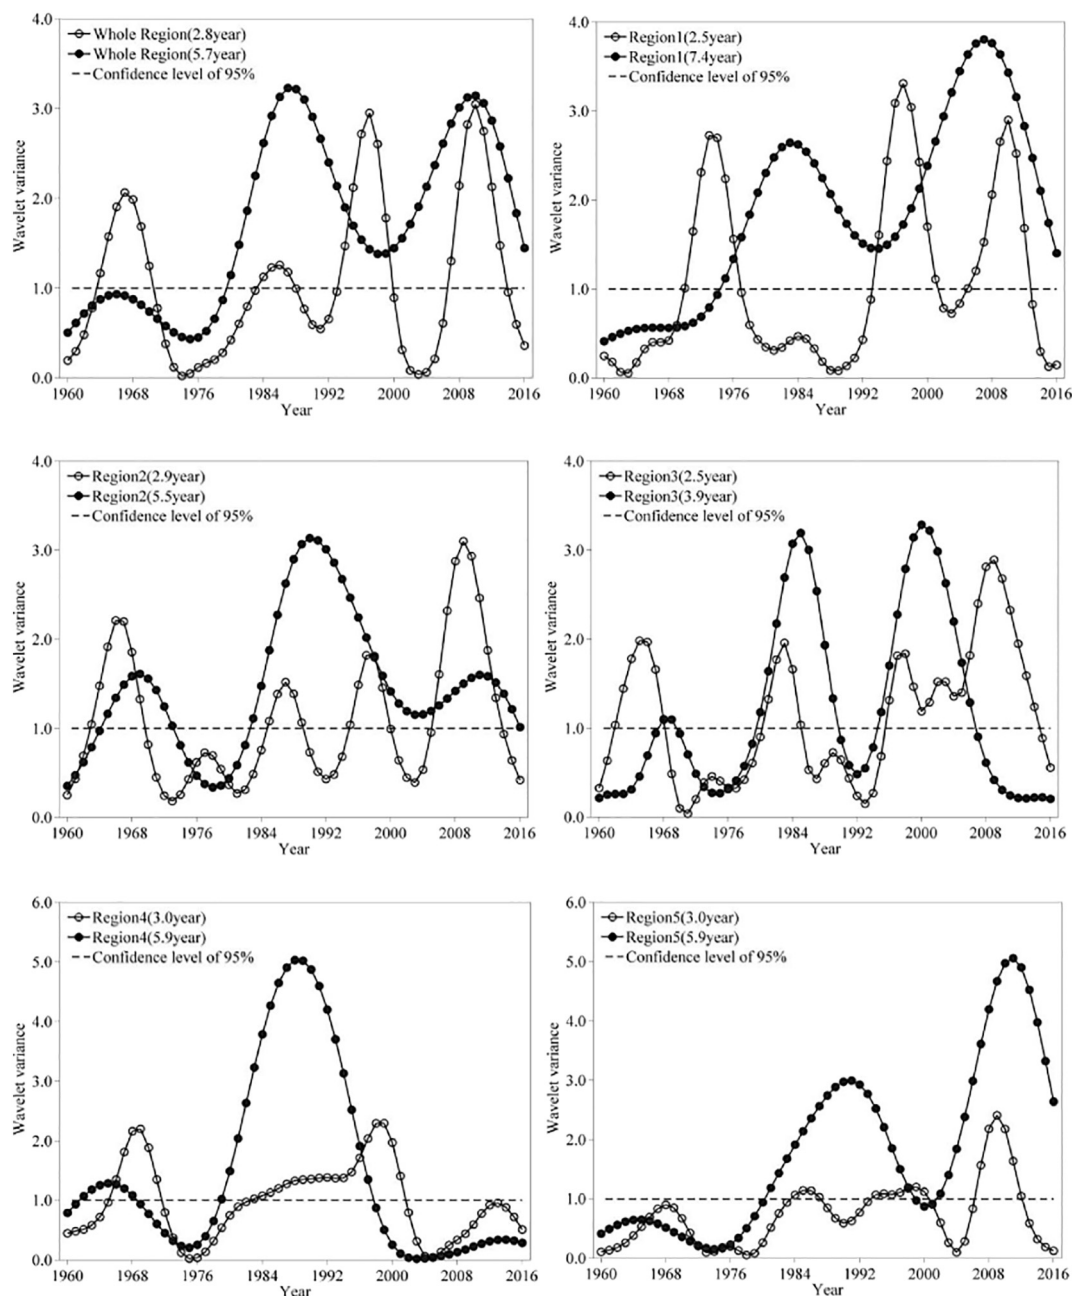 4.0
Whole Region(2.8year)
Whole Region(5.7year)
Confidence level of 95%
3.0
2.0
1.0
0.0
Wavelet variance
1960 1968 1976 1984 1992 2000 2008 2016
Year
4.0
Region1(2.5year)
Region1(7.4year)
Confidence level of 95%
3.0
2.0
1.0
0.0
Wavelet variance
1960 1968 1976 1984 1992 2000 2008 2016
Year
4.0
Region2(2.9year)
Region2(5.5year)
Confidence level of 95%
3.0
2.0
1.0
0.0
Wavelet variance
1960 1968 1976 1984 1992 2000 2008 2016
Year
4.0
Region3(2.5year)
Region3(3.9year)
Confidence level of 95%
3.0
2.0
1.0
0.0
Wavelet variance
1960 1968 1976 1984 1992 2000 2008 2016
Year
6.0
Region4(3.0year)
Region4(5.9year)
Confidence level of 95%
5.0
4.0
3.0
2.0
1.0
0.0
Wavelet variance
1960 1968 1976 1984 1992 2000 2008 2016
Year
6.0
Region5(3.0year)
Region5(5.9year)
Confidence level of 95%
5.0
4.0
3.0
2.0
1.0
0.0
Wavelet variance
1960 1968 1976 1984 1992 2000 2008 2016
Year